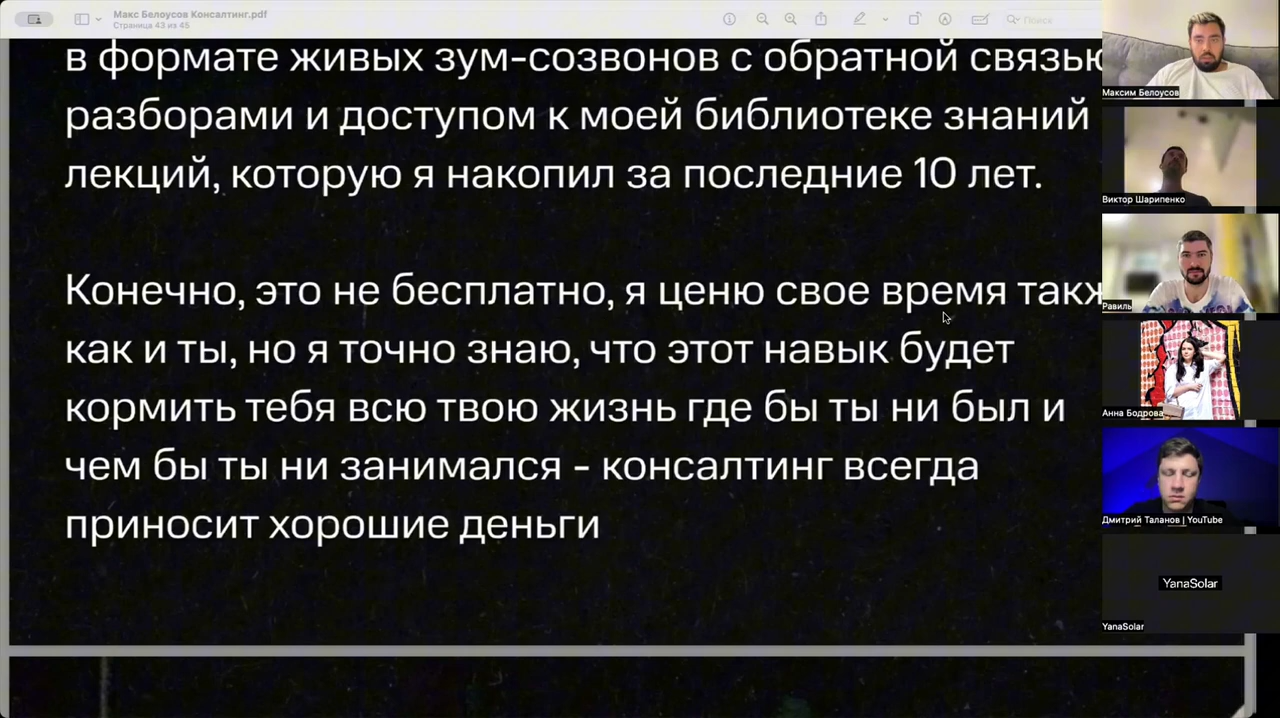 Макс Белоусов Консалтинг.pdf
Страница 43 из 45
Поиск
в формате живых зум-созвонов с обратной связью
разборами и доступом к моей библиотеке знаний
лекций, которую я накопил за последние 10 лет.
Конечно, это не бесплатно, я ценю свое время такж
как и ты, но я точно знаю, что этот навык будет
кормить тебя всю твою жизнь где бы ты ни был и
чем бы ты ни занимался - консалтинг всегда
приносит хорошие деньги
Максим Белоусов
Виктор Шарипенко
Равиль
Анна Бодрова
Дмитрий Таланов | YouTube
YanaSolar
YanaSolar